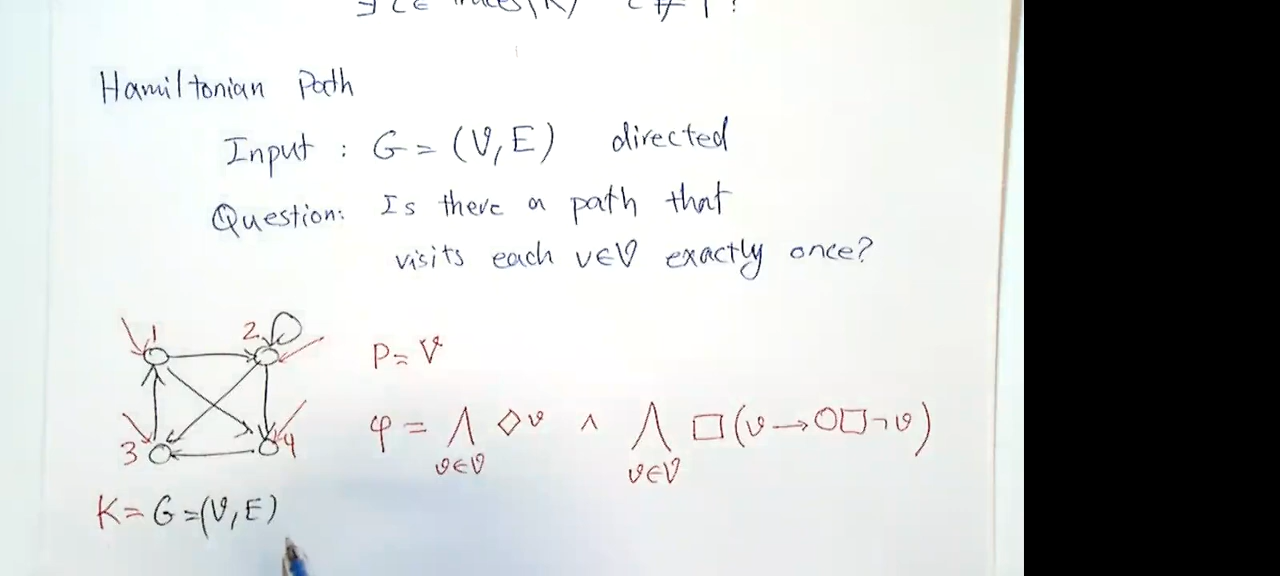 Hamiltonian Path
Input : G = (V, E) directed
Question: Is there a path that
visits each v∈V exactly once?
1 2
P = V
φ = ⋀ ◇v ∧ ⋀ □(v → ○□¬v)
v∈V v∈V
3 4
K = G = (V, E)